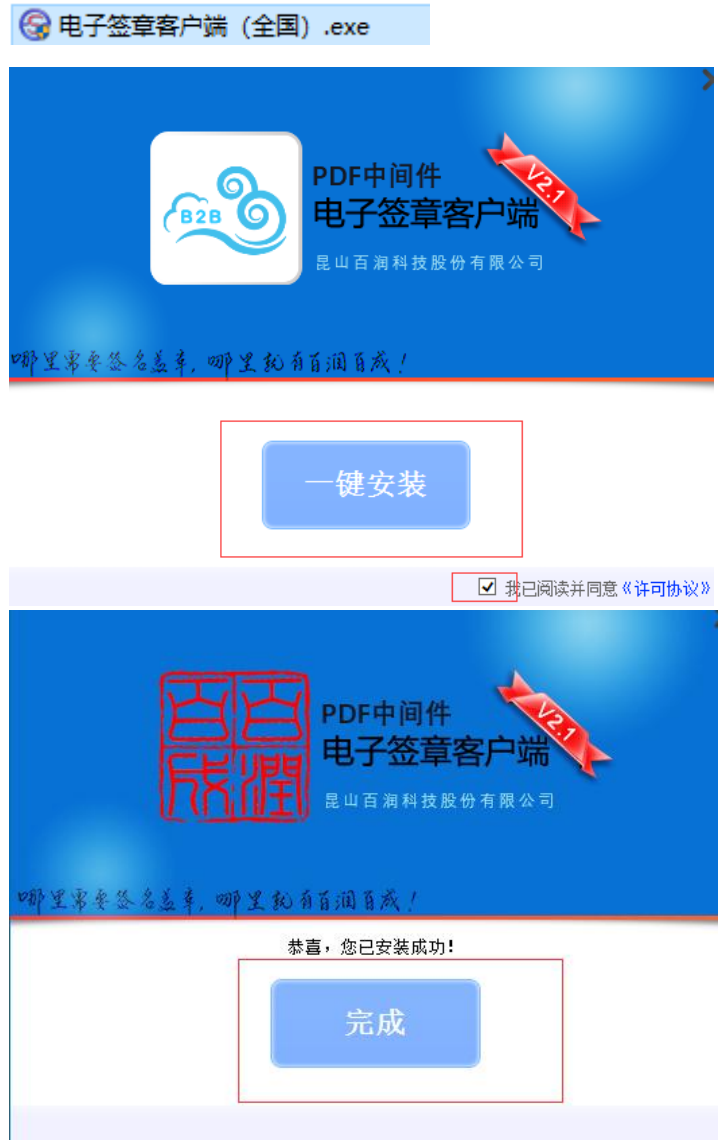 电子签章客户端（全国）.exe
B2B
PDF中间件
电子签章客户端
V2.1
昆山百润科技股份有限公司
哪里需要签名盖章，哪里就有百润百成！
一键安装
我已阅读并同意《许可协议》
百润百成
PDF中间件
电子签章客户端
V2.1
昆山百润科技股份有限公司
哪里需要签名盖章，哪里就有百润百成！
恭喜，您已安装成功!
完成